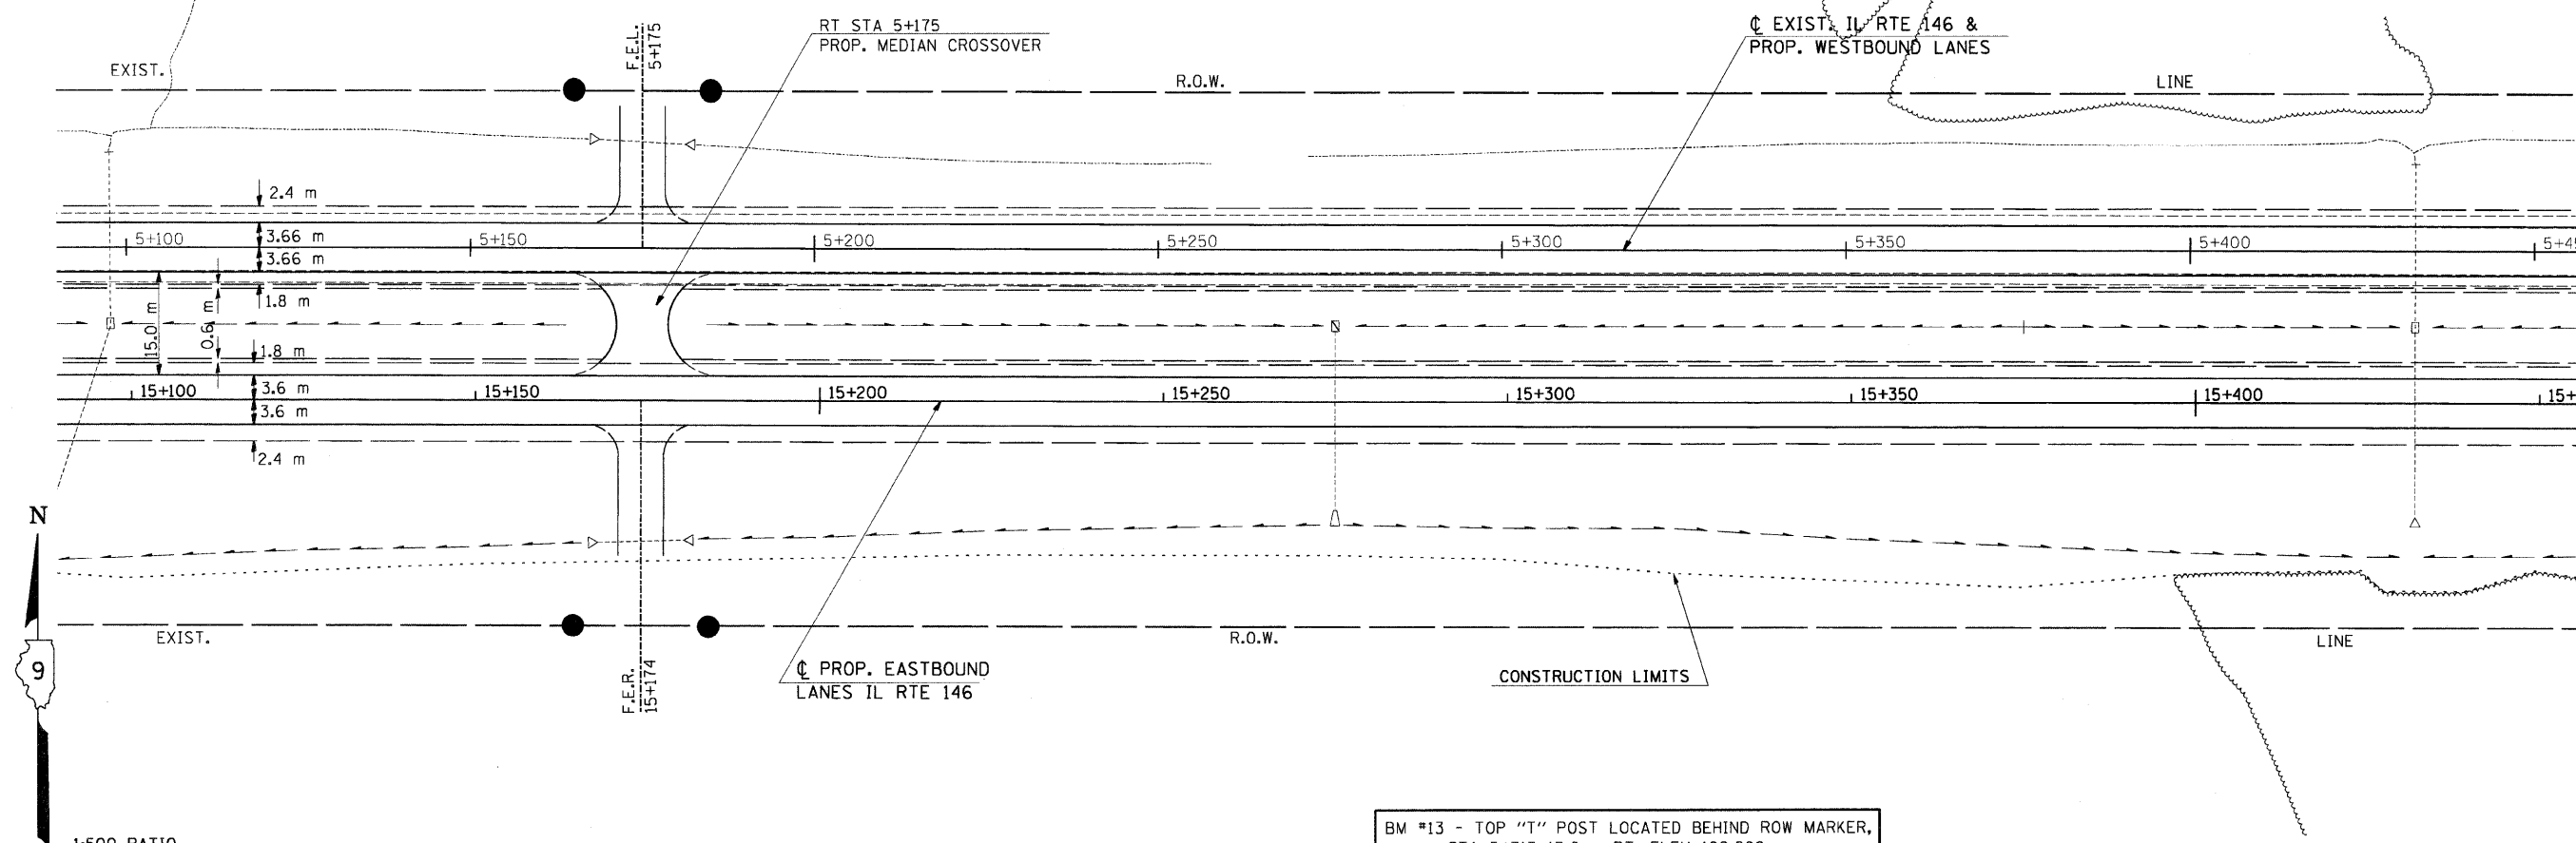 RT STA 5+175
PROP. MEDIAN CROSSOVER
F.E.L.
5+175
℄ EXIST. IL RTE 146 &
PROP. WESTBOUND LANES
EXIST.
R.O.W.
LINE
2.4 m
3.66 m
5+100
5+150
5+200
5+250
5+300
5+350
5+400
3.66 m
1.8 m
15.0 m
0.6 m
1.8 m
3.6 m
15+100
15+150
15+200
15+250
15+300
15+350
15+400
3.6 m
2.4 m
N
EXIST.
R.O.W.
LINE
9
F.E.R.
15+174
℄ PROP. EASTBOUND
LANES IL RTE 146
CONSTRUCTION LIMITS
BM #13 - TOP "T" POST LOCATED BEHIND ROW MARKER,
1:500 RATIO